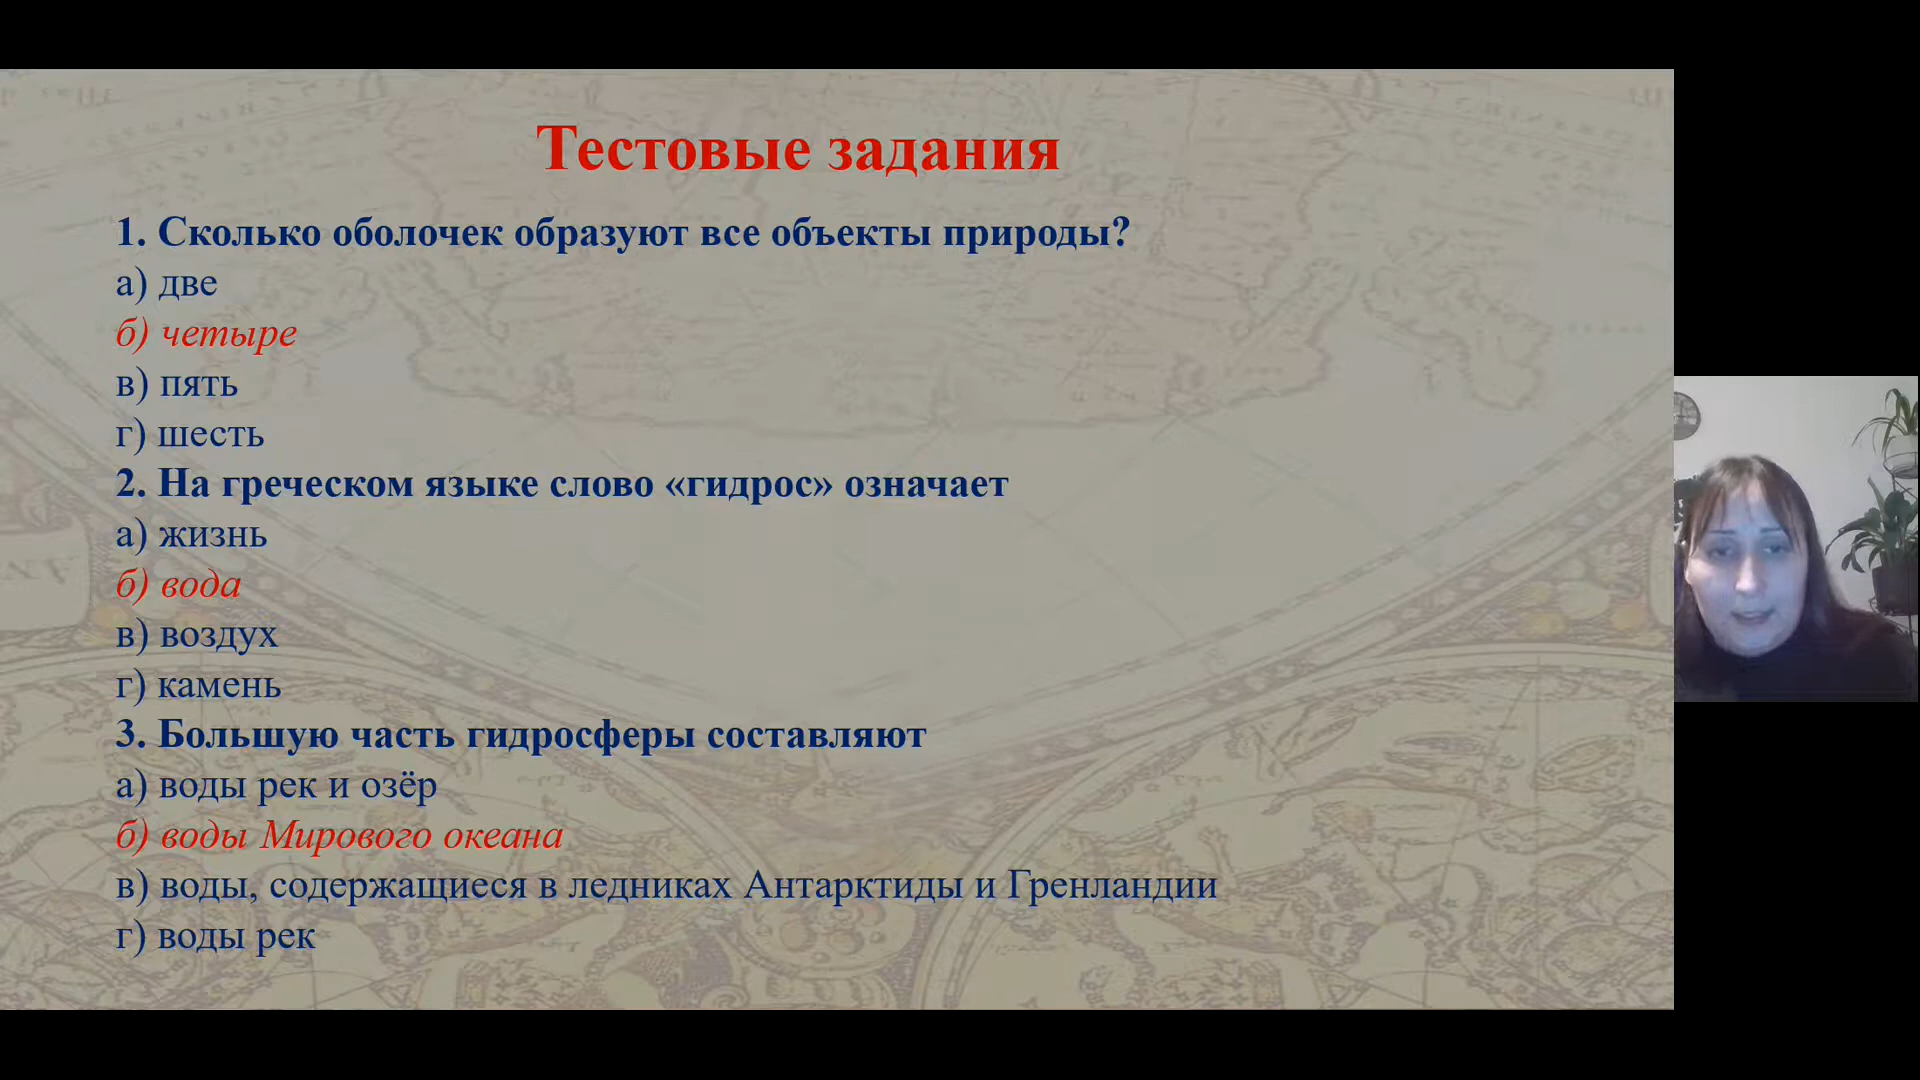 Тестовые задания
1. Сколько оболочек образуют все объекты природы?
а) две
б) четыре
в) пять
г) шесть
2. На греческом языке слово «гидрос» означает
а) жизнь
б) вода
в) воздух
г) камень
3. Большую часть гидросферы составляют
а) воды рек и озёр
б) воды Мирового океана
в) воды, содержащиеся в ледниках Антарктиды и Гренландии
г) воды рек